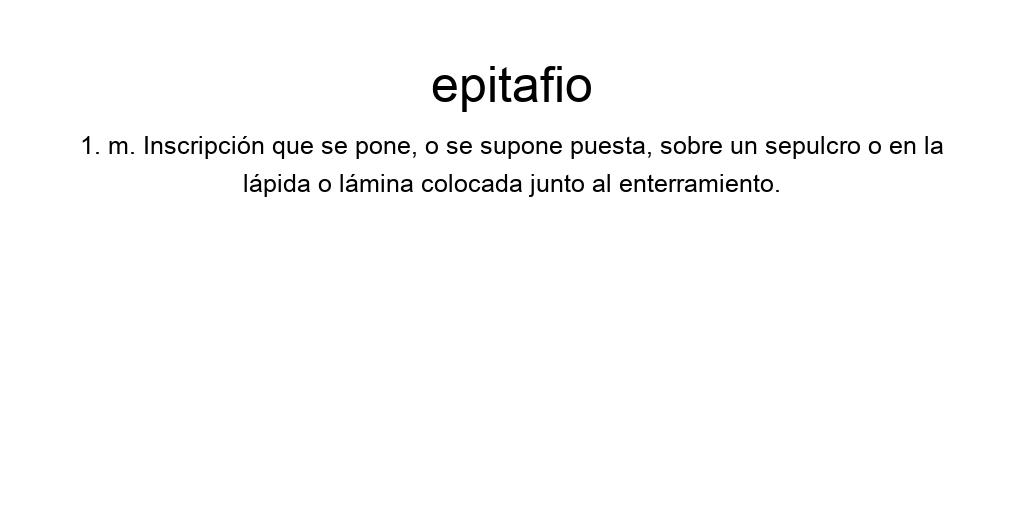 epitafio
1. m. Inscripción que se pone, o se supone puesta, sobre un sepulcro o en la
lápida o lámina colocada junto al enterramiento.